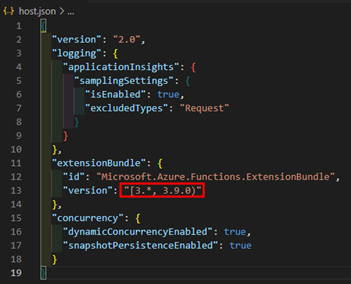 host.json > ...
1 {
2 "version": "2.0",
3 "logging": {
4 "applicationInsights": {
5 "samplingSettings": {
6 "isEnabled": true,
7 "excludedTypes": "Request"
8 }
9 }
10 },
11 "extensionBundle": {
12 "id": "Microsoft.Azure.Functions.ExtensionBundle",
13 "version": "[3.*, 3.9.0)"
14 },
15 "concurrency": {
16 "dynamicConcurrencyEnabled": true,
17 "snapshotPersistenceEnabled": true
18 }
19 }